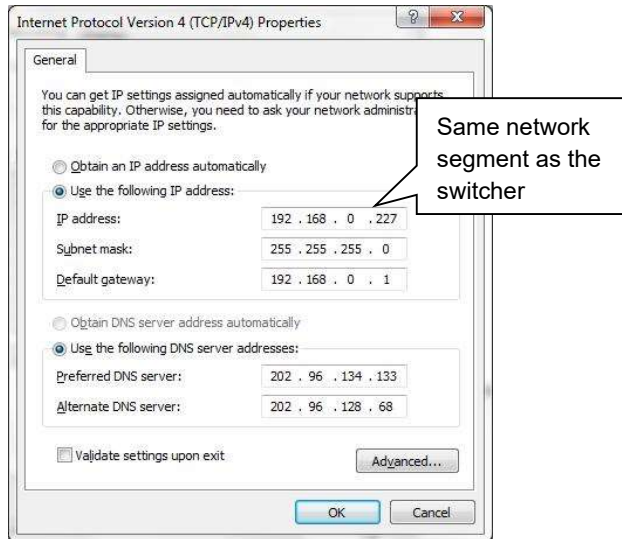 Internet Protocol Version 4 (TCP/IPv4) Properties
General
You can get IP settings assigned automatically if your network supports
this capability. Otherwise, you need to ask your network administra
for the appropriate IP settings.
Same network
segment as the
switcher
Obtain an IP address automatically
Use the following IP address:
IP address: 192 . 168 . 0 . 227
Subnet mask: 255 . 255 . 255 . 0
Default gateway: 192 . 168 . 0 . 1
Obtain DNS server address automatically
Use the following DNS server addresses:
Preferred DNS server: 202 . 96 . 134 . 133
Alternate DNS server: 202 . 96 . 128 . 68
Validate settings upon exit
Advanced...
OK Cancel